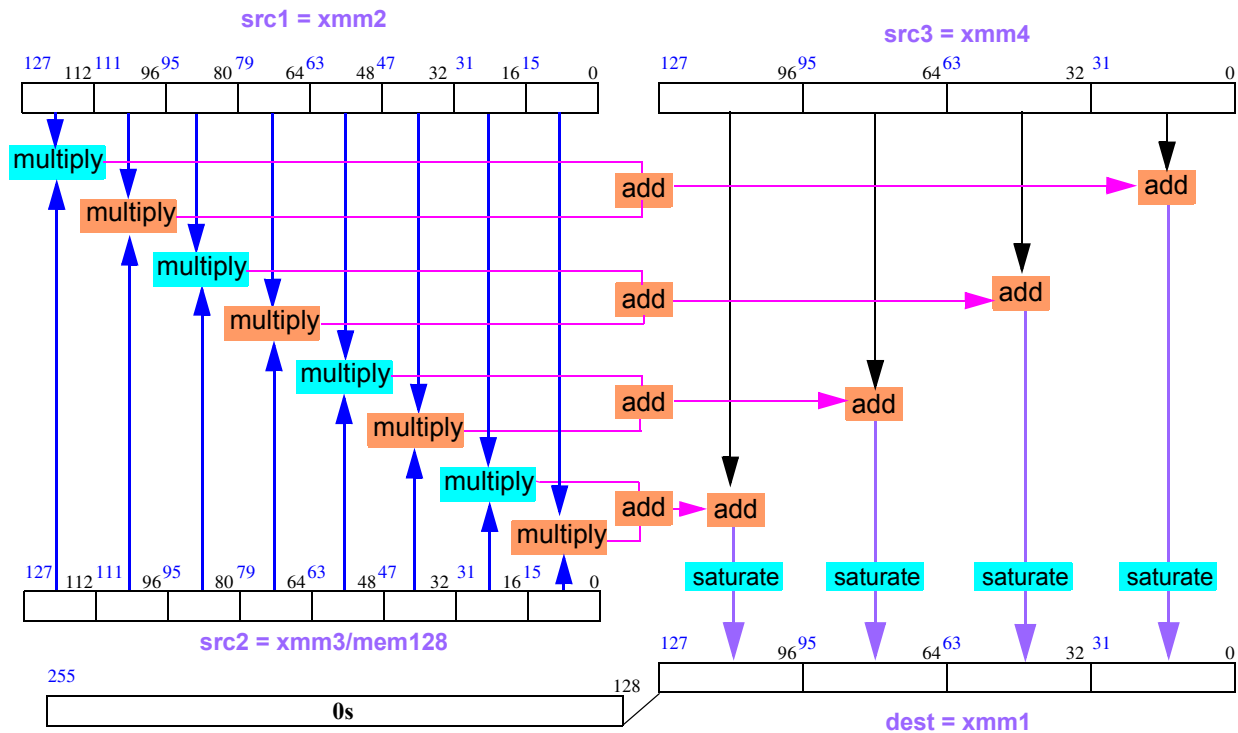 src1 = xmm2
src3 = xmm4
127 112 111 96 95 80 79 64 63 48 47 32 31 16 15 0
127 96 95 64 63 32 31 0
multiply
add
add
multiply
multiply
add
add
multiply
multiply
add
add
multiply
multiply
add
add
multiply
saturate saturate saturate saturate
127 112 111 96 95 80 79 64 63 48 47 32 31 16 15 0
src2 = xmm3/mem128
127 96 95 64 63 32 31 0
255 128
0s
dest = xmm1